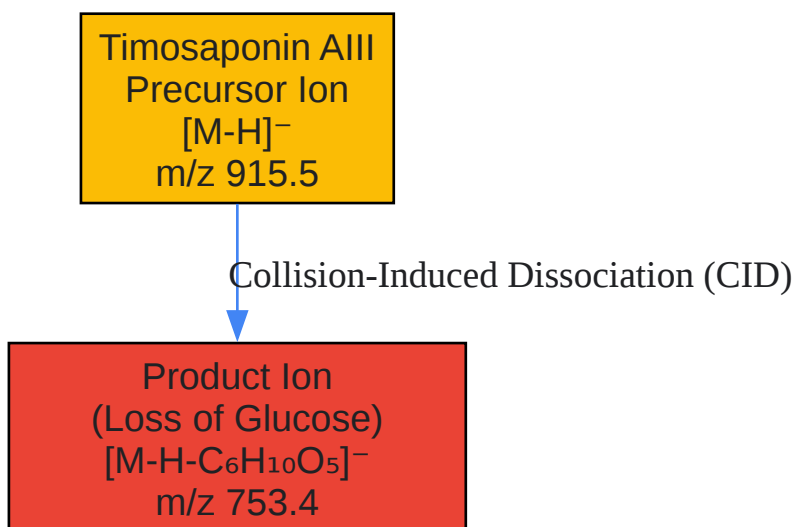 Timosaponin AIII
Precursor Ion
[M-H]⁻
m/z 915.5
Collision-Induced Dissociation (CID)
Product Ion
(Loss of Glucose)
[M-H-C₆H₁₀O₅]⁻
m/z 753.4